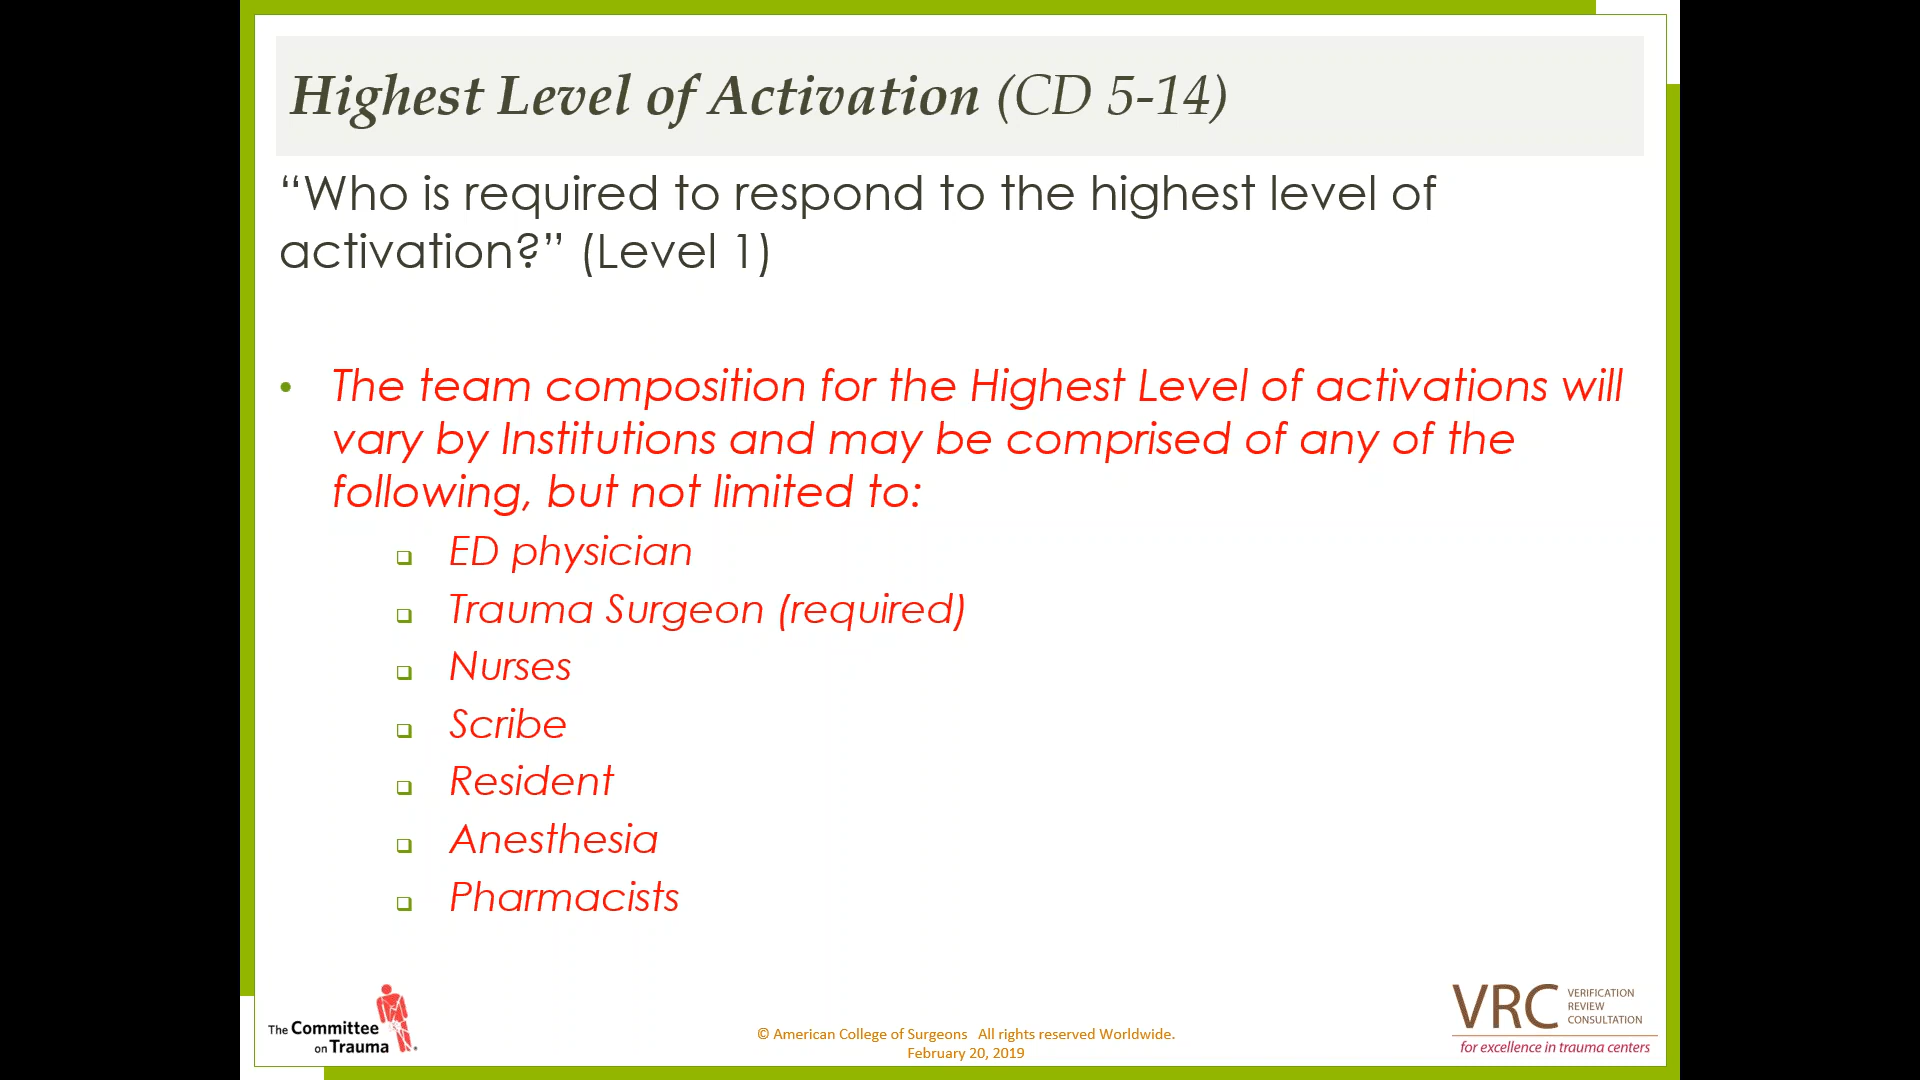 Highest Level of Activation (CD 5-14)
“Who is required to respond to the highest level of
activation?” (Level 1)
• The team composition for the Highest Level of activations will
vary by Institutions and may be comprised of any of the
following, but not limited to:
❑ ED physician
❑ Trauma Surgeon (required)
❑ Nurses
❑ Scribe
❑ Resident
❑ Anesthesia
❑ Pharmacists
The Committee
on Trauma
© American College of Surgeons All rights reserved Worldwide.
February 20, 2019
VRC
VERIFICATION
REVIEW
CONSULTATION
for excellence in trauma centers